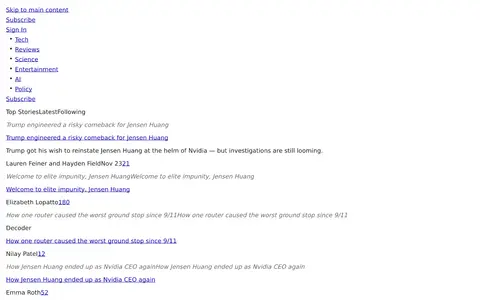 Skip to main content
Subscribe
Sign In
• Tech
• Reviews
• Science
• Entertainment
• AI
• Policy
Subscribe
Top StoriesLatestFollowing
Trump engineered a risky comeback for Jensen Huang
Trump engineered a risky comeback for Jensen Huang
Trump got his wish to reinstate Jensen Huang at the helm of Nvidia — but investigations are still looming.
Lauren Feiner and Hayden FieldNov 2321
Welcome to elite impunity, Jensen HuangWelcome to elite impunity, Jensen Huang
Welcome to elite impunity, Jensen Huang
Elizabeth Lopatto180
How one router caused the worst ground stop since 9/11How one router caused the worst ground stop since 9/11
Decoder
How one router caused the worst ground stop since 9/11
Nilay Patel12
How Jensen Huang ended up as Nvidia CEO againHow Jensen Huang ended up as Nvidia CEO again
How Jensen Huang ended up as Nvidia CEO again
Emma Roth52